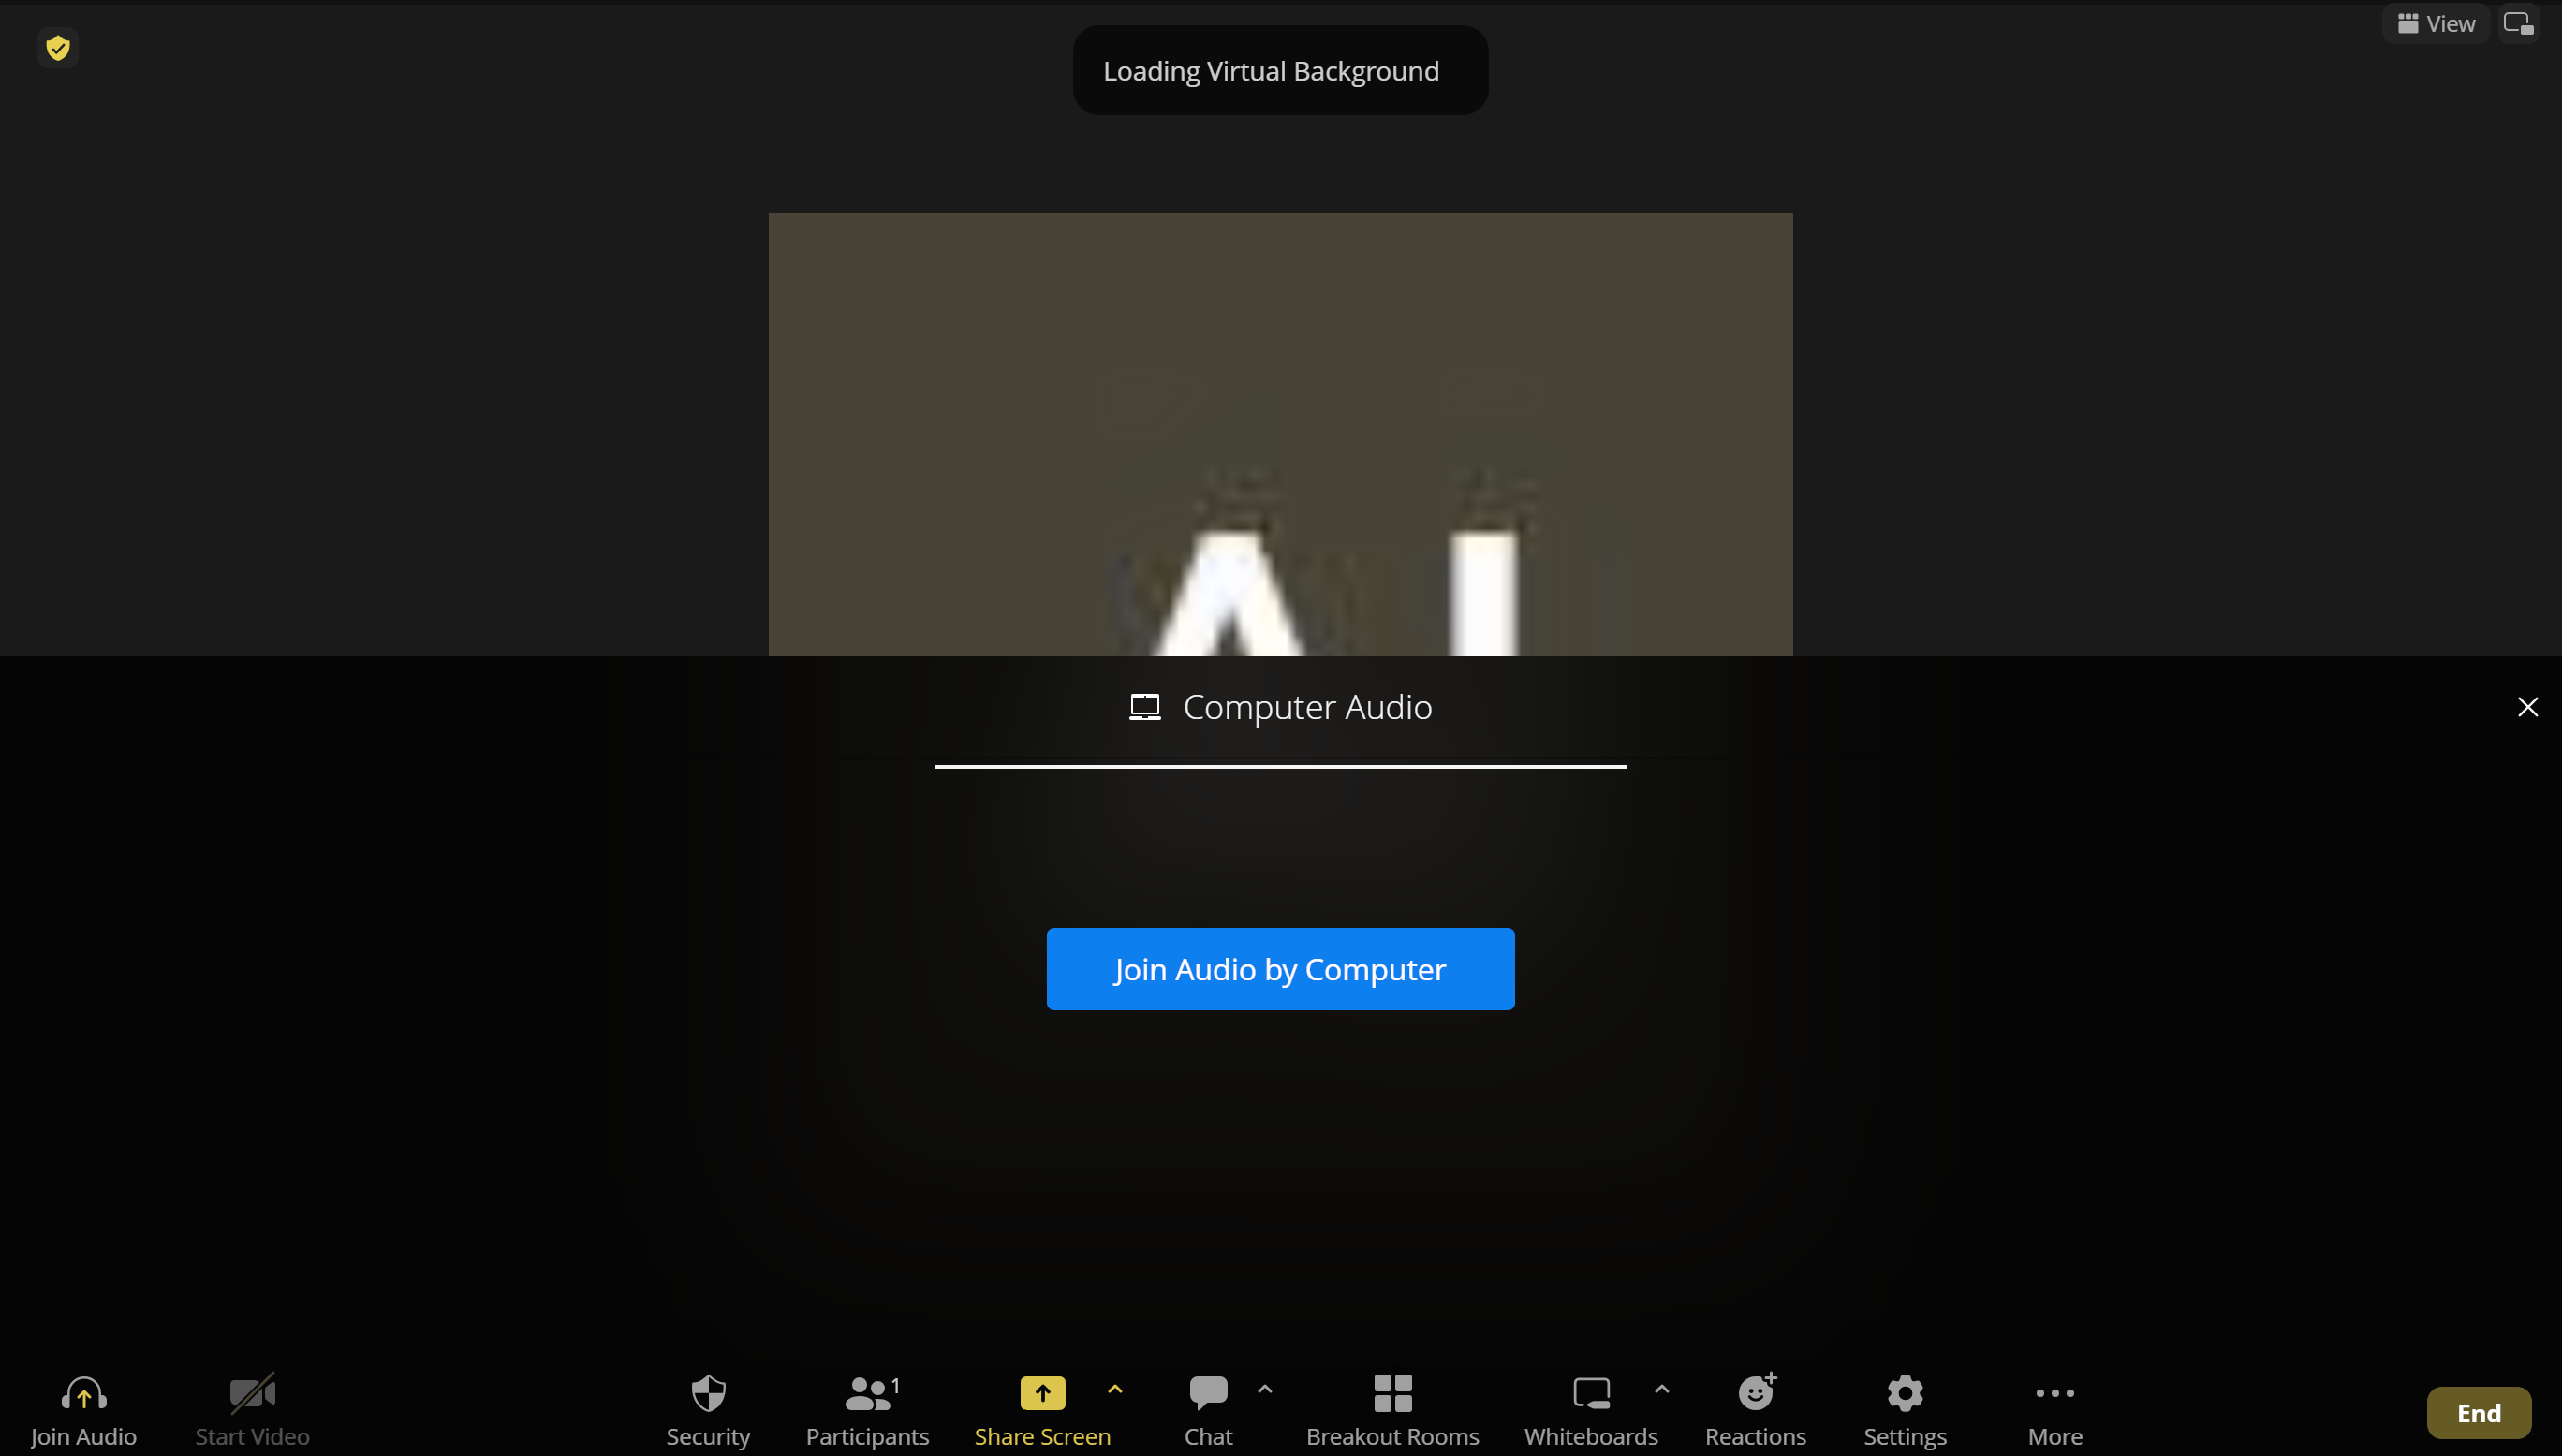 View
Loading Virtual Background
Computer Audio
Join Audio by Computer
Join Audio
Start Video
Security
Participants
1
Share Screen
Chat
Breakout Rooms
Whiteboards
Reactions
Settings
More
End